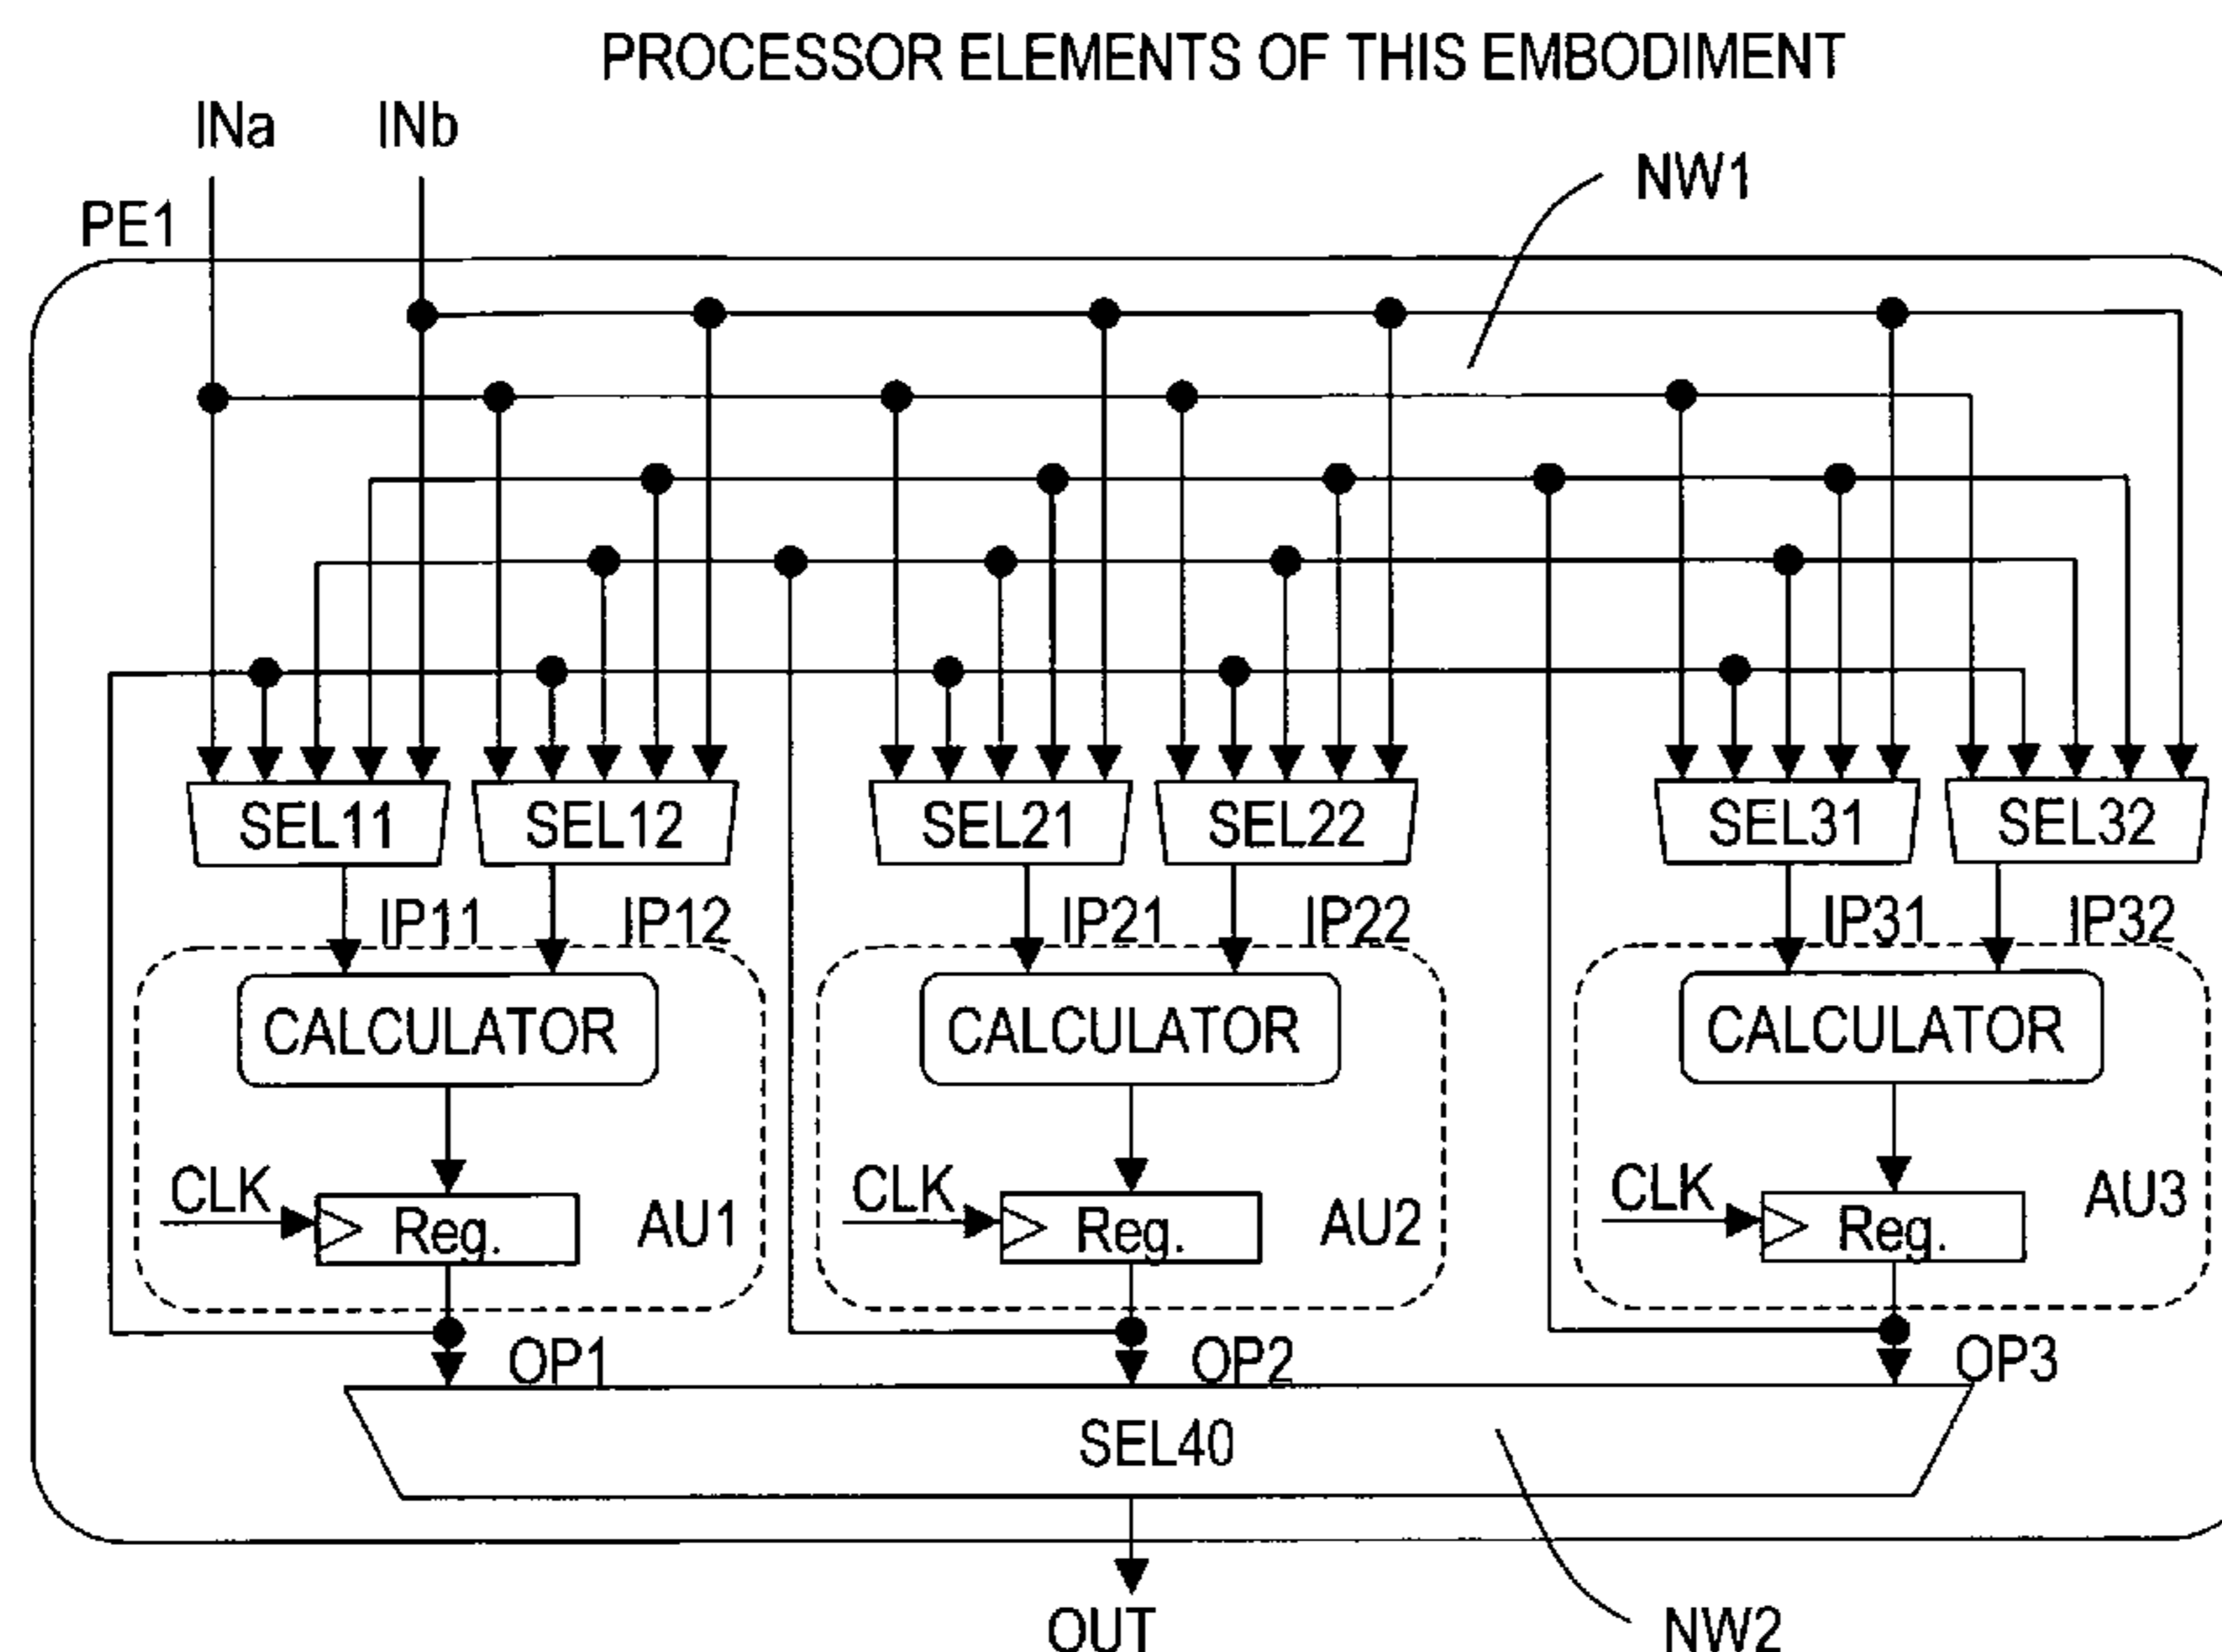 PROCESSOR ELEMENTS OF THIS EMBODIMENT
INa INb
NW1
PE1
SEL11 SEL12 SEL21 SEL22 SEL31 SEL32
IP11 IP12 IP21 IP22 IP31 IP32
CALCULATOR CALCULATOR CALCULATOR
CLK CLK CLK
Reg. AU1 Reg. AU2 Reg. AU3
OP1 OP2 OP3
SEL40
OUT NW2